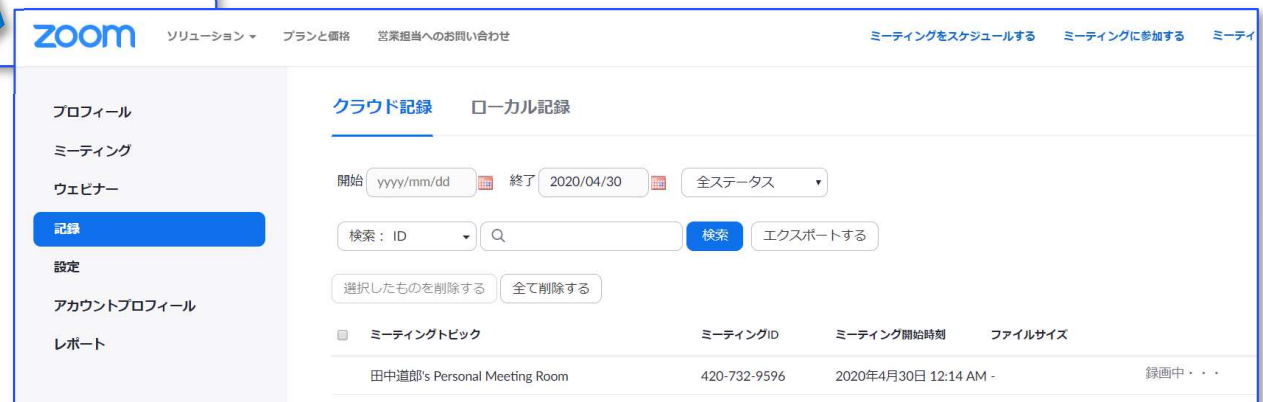 zoom ソリューション プランと価格 営業担当へのお問い合わせ ミーティングをスケジュールする ミーティングに参加する ミーティ
プロフィール
ミーティング
ウェビナー
記録
設定
アカウントプロフィール
レポート
クラウド記録 ローカル記録
開始 yyyy/mm/dd 終了 2020/04/30 全ステータス
検索： ID 検索 エクスポートする
選択したものを削除する 全て削除する
ミーティングトピック ミーティングID ミーティング開始時刻 ファイルサイズ
田中道郎's Personal Meeting Room 420-732-9596 2020年4月30日 12:14 AM - 録画中・・・